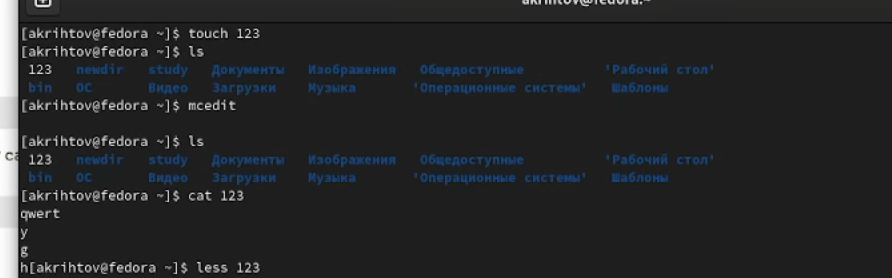 akrihtov@fedora:~
[akrihtov@fedora ~]$ touch 123
[akrihtov@fedora ~]$ ls
123 newdir study Документы Изображения Общедоступные 'Рабочий стол'
bin ОС Видео Загрузки Музыка 'Операционные системы' Шаблоны
[akrihtov@fedora ~]$ mcedit
[akrihtov@fedora ~]$ ls
123 newdir study Документы Изображения Общедоступные 'Рабочий стол'
bin ОС Видео Загрузки Музыка 'Операционные системы' Шаблоны
[akrihtov@fedora ~]$ cat 123
qwert
y
g
h[akrihtov@fedora ~]$ less 123